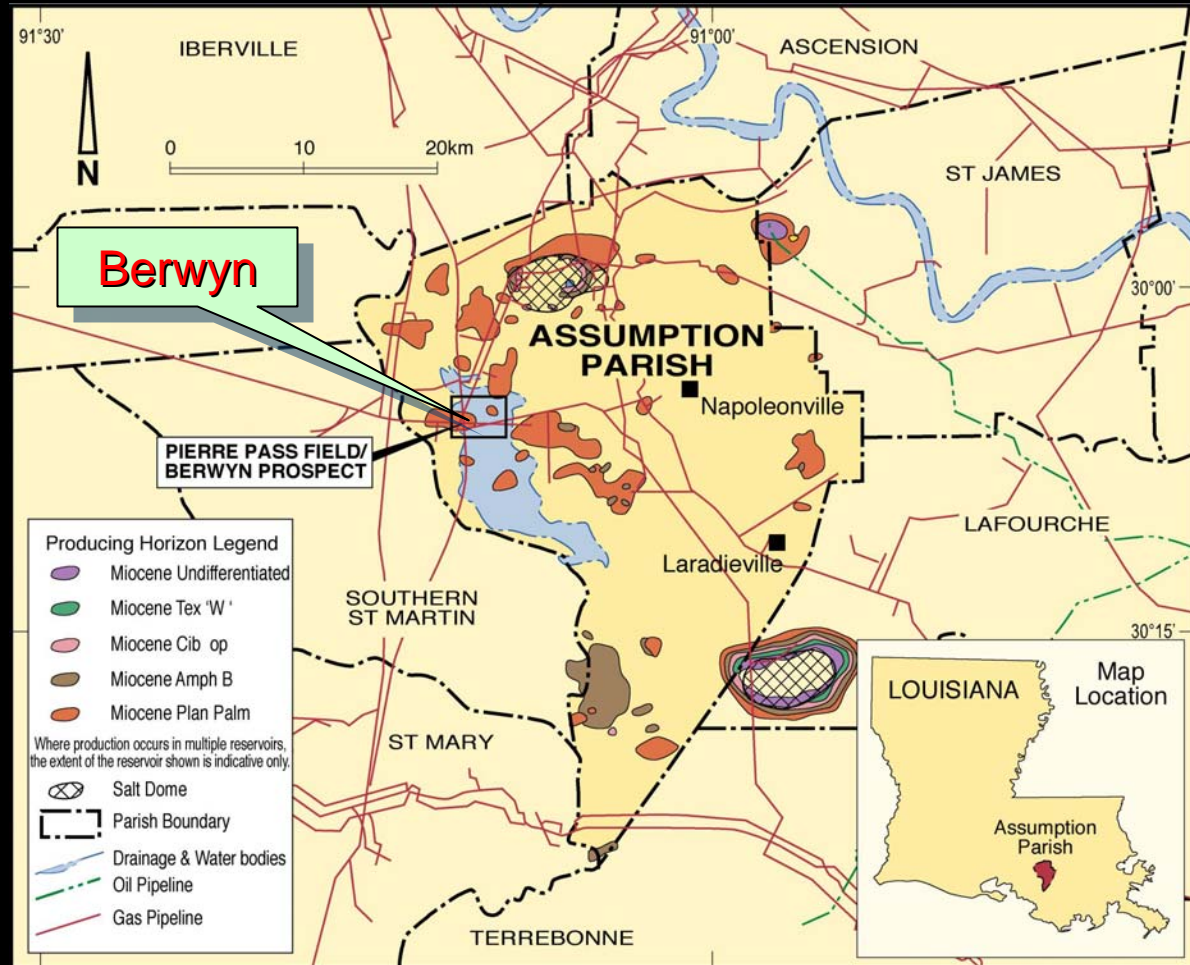 91°30'
IBERVILLE
91°00'
ASCENSION
N
0 10 20km
ST JAMES
Berwyn
30°00'
ASSUMPTION
PARISH
Napoleonville
PIERRE PASS FIELD/
BERWYN PROSPECT
LAFOURCHE
Laradieville
SOUTHERN
ST MARTIN
30°15'
ST MARY
TERREBONNE
Producing Horizon Legend
Miocene Undifferentiated
Miocene Tex 'W '
Miocene Cib op
Miocene Amph B
Miocene Plan Palm
Where production occurs in multiple reservoirs,
the extent of the reservoir shown is indicative only.
Salt Dome
Parish Boundary
Drainage & Water bodies
Oil Pipeline
Gas Pipeline
LOUISIANA
Map
Location
Assumption
Parish